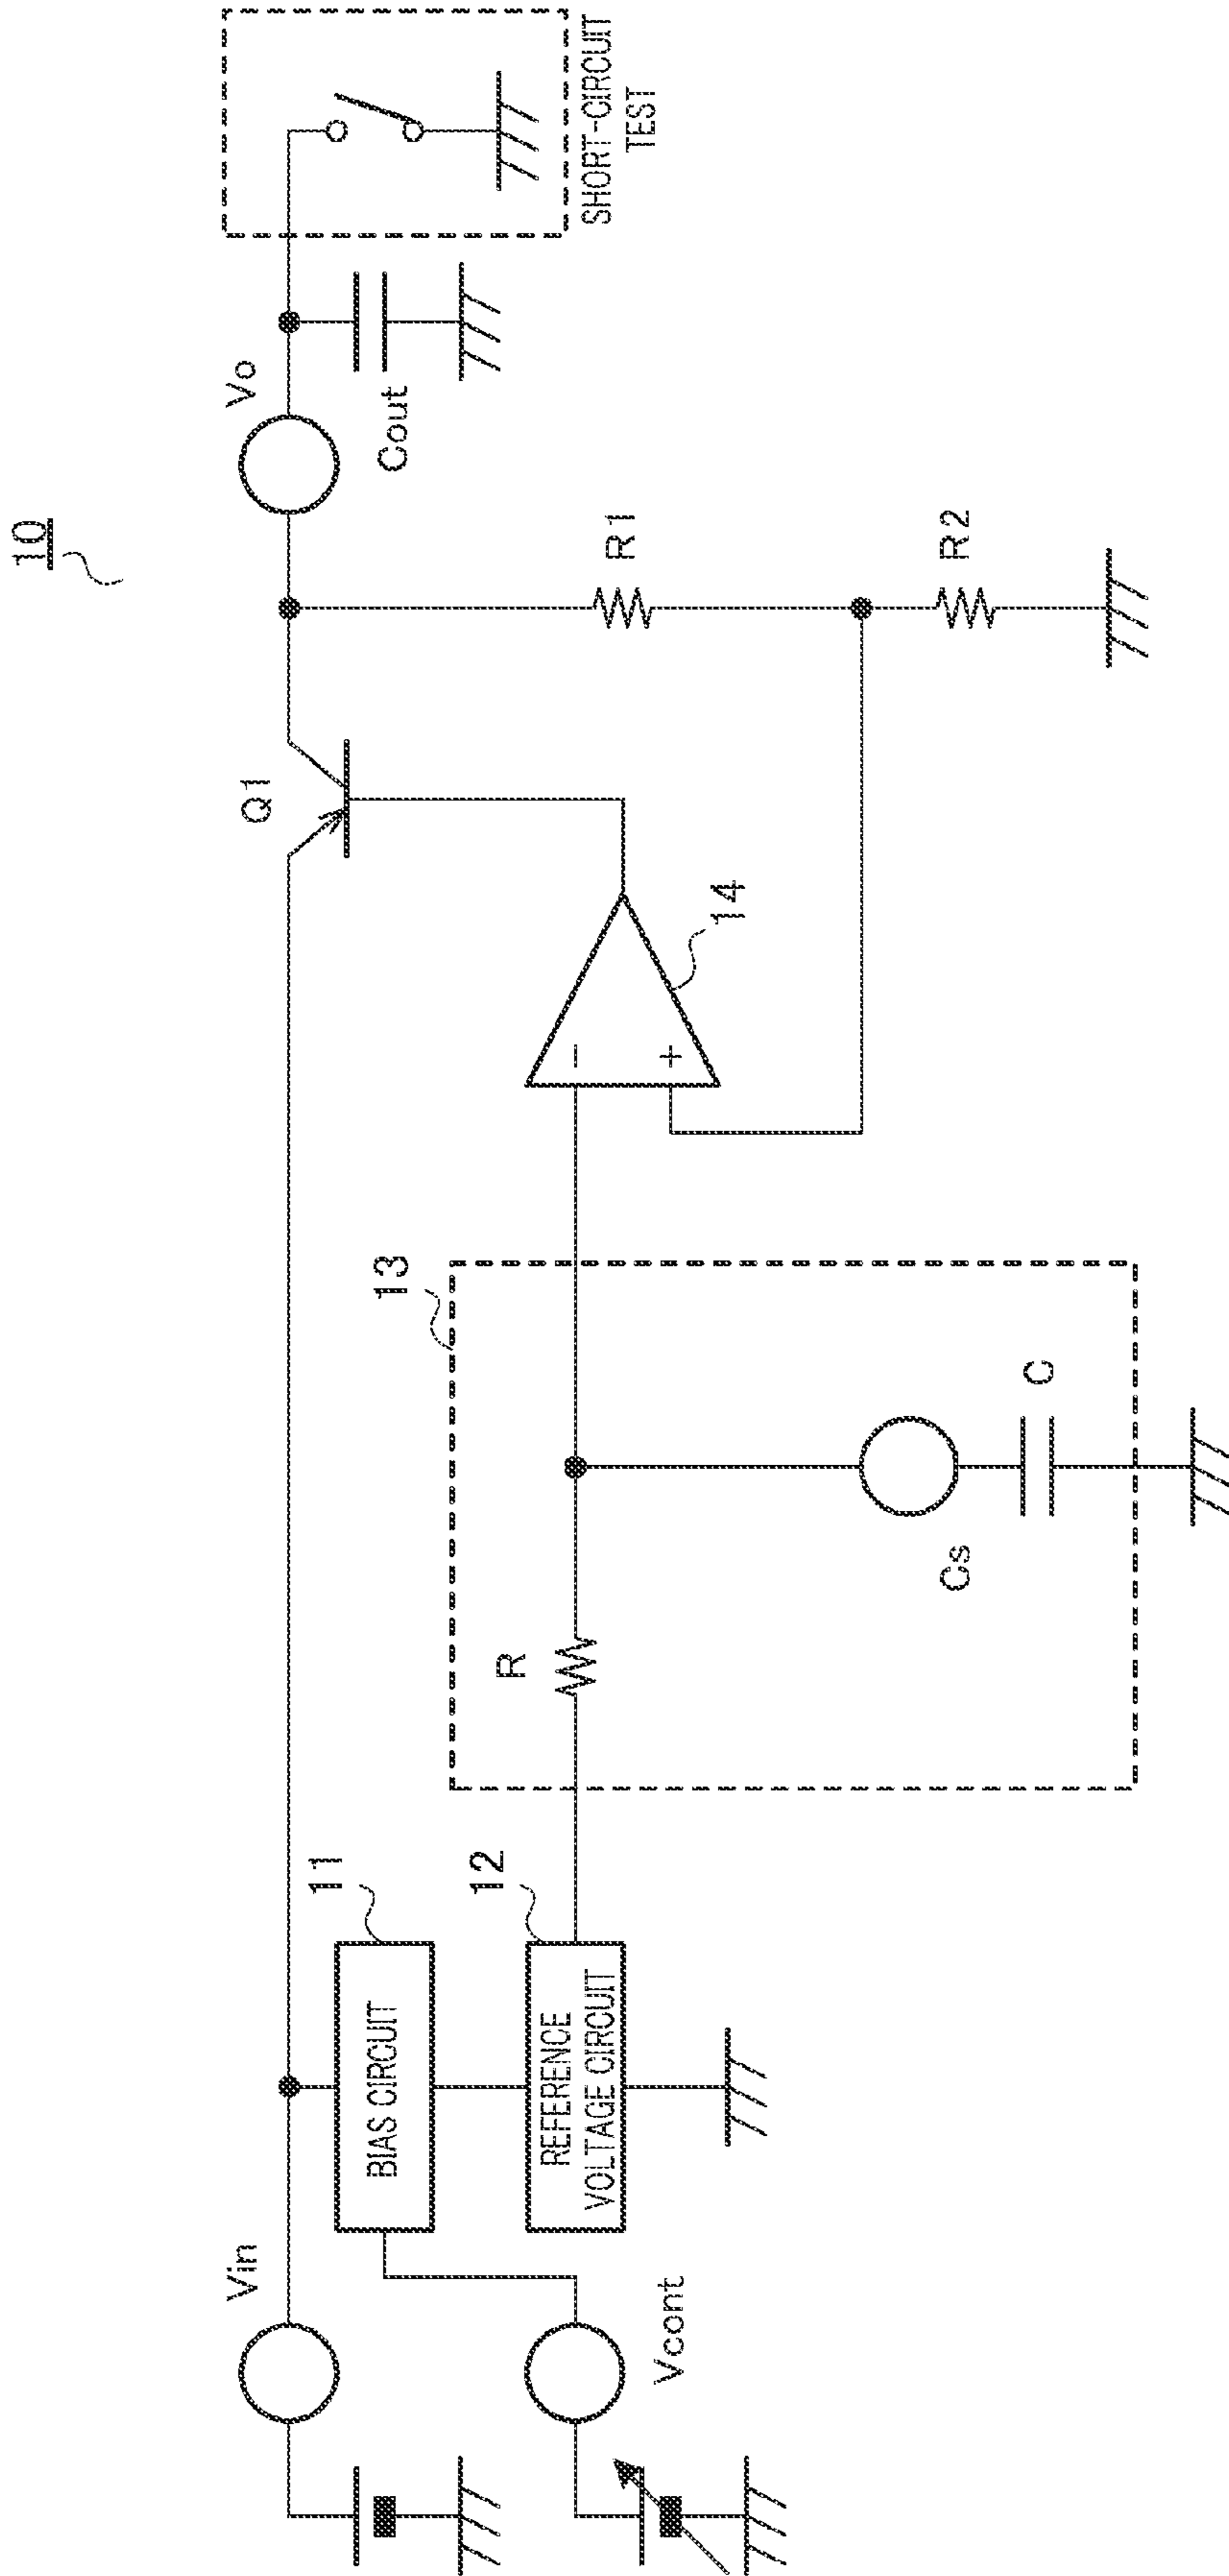 10
Vin
Vcont
BIAS CIRCUIT
11
REFERENCE
VOLTAGE CIRCUIT
12
R
13
Cs
C
-
+
14
Q1
R1
R2
Vo
Cout
SHORT-CIRCUIT
TEST